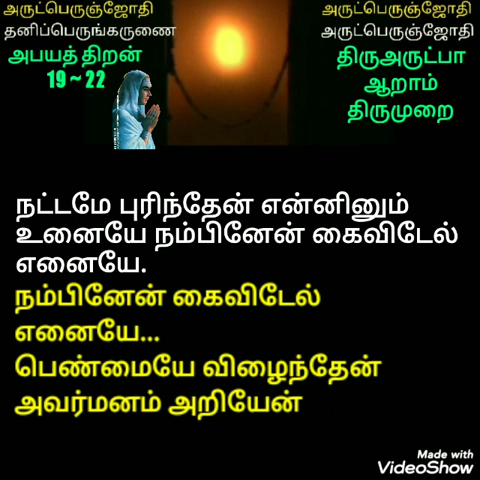 அருட்பெருஞ்ஜோதி
தனிப்பெருங்கருணை
அபயத் திறன்
19 ~ 22
அருட்பெருஞ்ஜோதி
அருட்பெருஞ்ஜோதி
திருஅருட்பா
ஆறாம்
திருமுறை
நட்டமே புரிந்தேன் என்னினும்
உனையே நம்பினேன் கைவிடேல்
எனையே.
நம்பினேன் கைவிடேல்
எனையே...
பெண்மையே விழைந்தேன்
அவர்மனம் அறியேன்
Made with
VideoShow